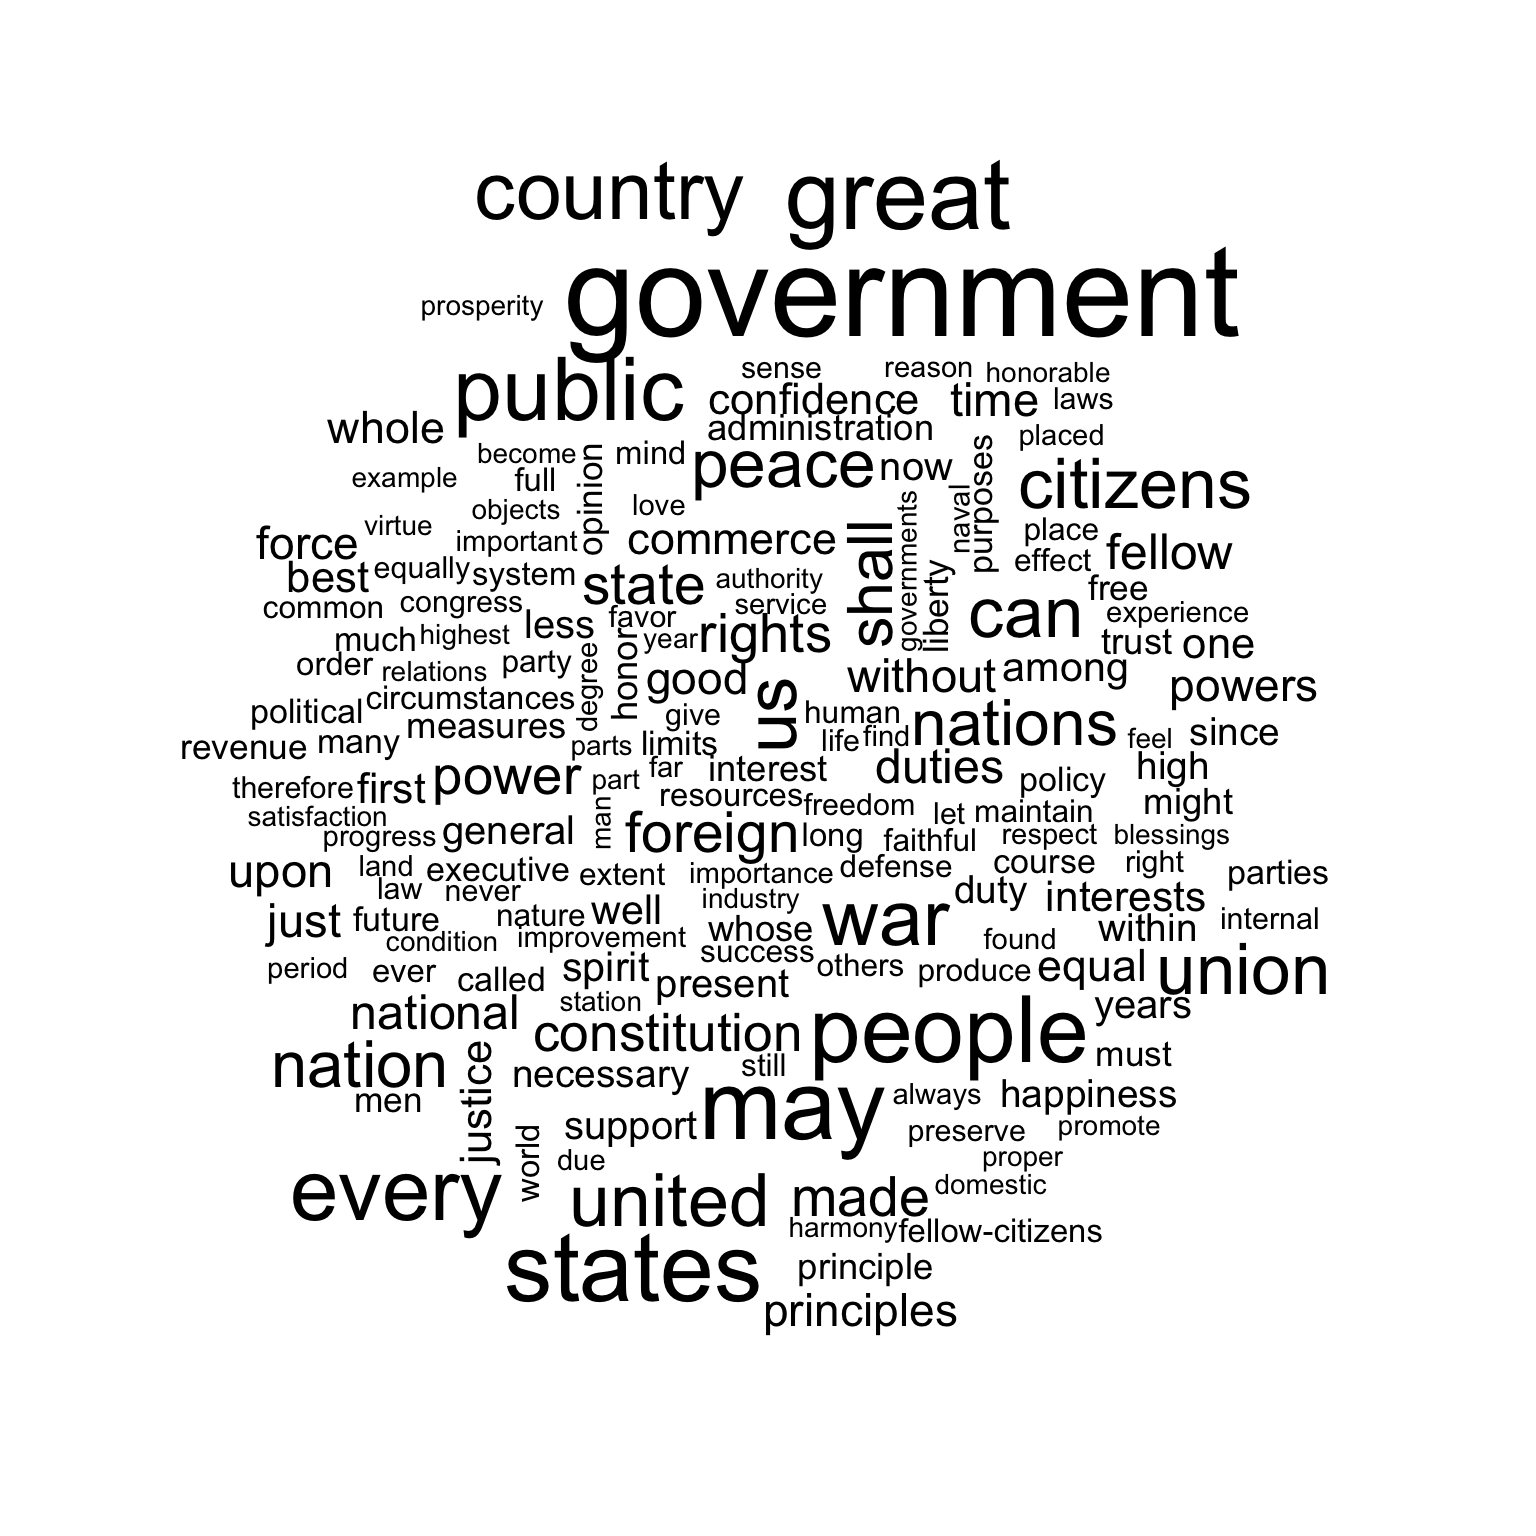 country great
government
prosperity
public
sense reason honorable
confidence time laws
whole administration
placed
become mind peace now
example full opinion purposes citizens
objects love naval
virtue governments place
force important commerce shall fellow
effect
best equally system state authority liberty free
common congress service can experience
less favor
much highest year rights trust one
order relations party degree honor good without among powers
political circumstances give us human nations
measures
revenue many parts limits life find feel since
therefore first power part far interest duties policy high
resources freedom might
satisfaction man let maintain
progress general foreign long faithful respect blessings
upon land executive extent importance defense course right parties
law never industry duty interests
just future nature well whose war within internal
condition improvement found
success
period ever called spirit others produce equal union
present
national station years
constitution people
nation justice necessary still must
men may always happiness
support preserve promote
world due proper
every united made domestic
harmony fellow-citizens
states principle
principles